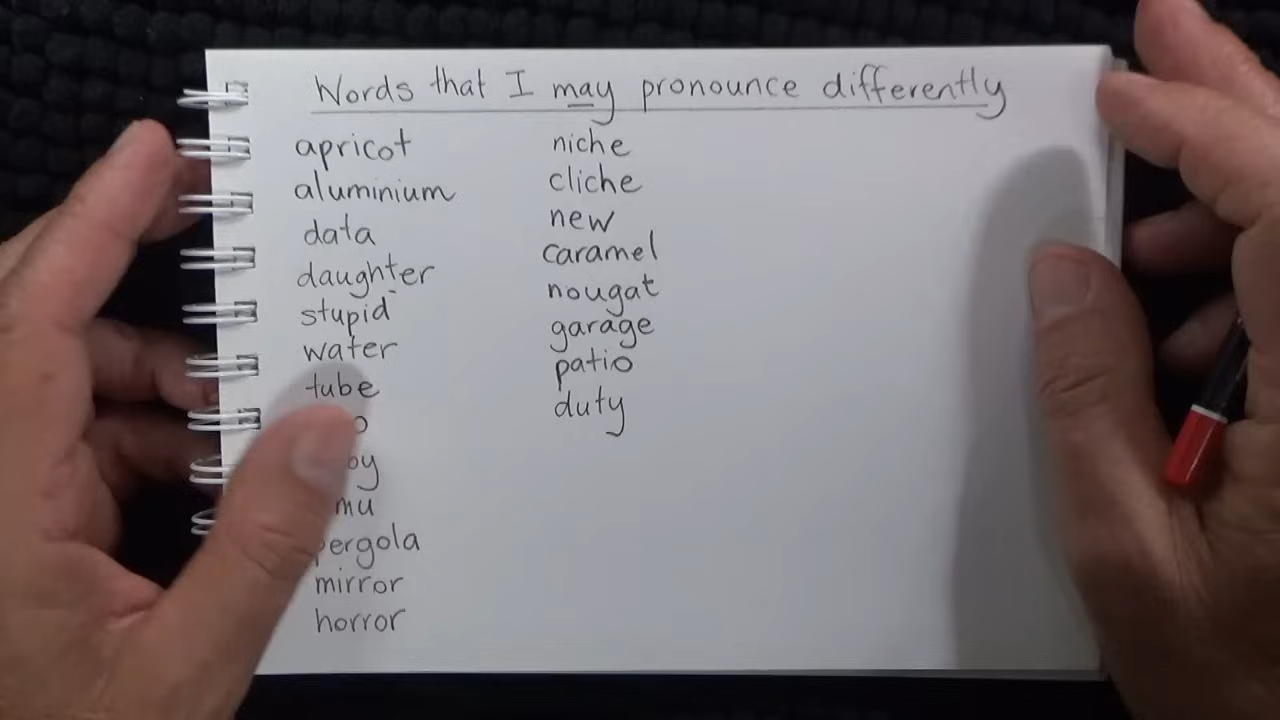 Words that I may pronounce differently
apricot
aluminium
data
daughter
stupid
water
tube
pergola
mirror
horror
niche
cliche
new
caramel
nougat
garage
patio
duty